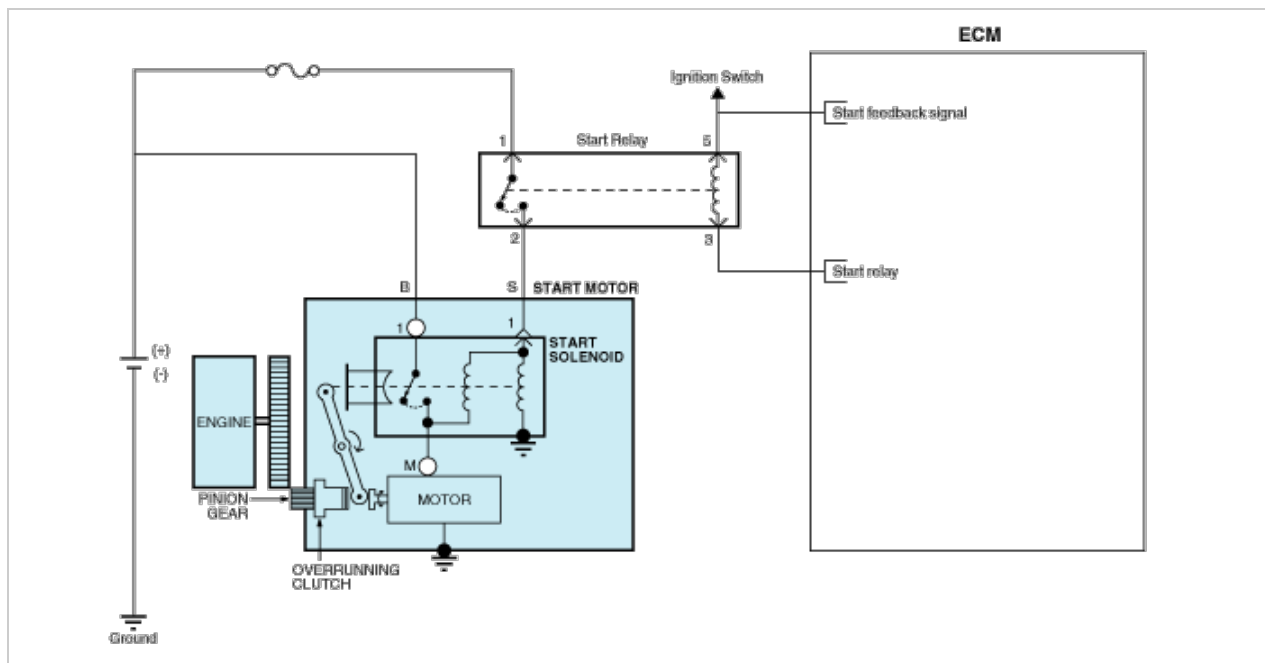 ECM
Ignition Switch
Start feedback signal
1
Start Relay
5
2
3
Start relay
B
S
START MOTOR
1
1
START
SOLENOID
(+)
(-)
ENGINE
M
MOTOR
PINION
GEAR
OVERRUNNING
CLUTCH
Ground